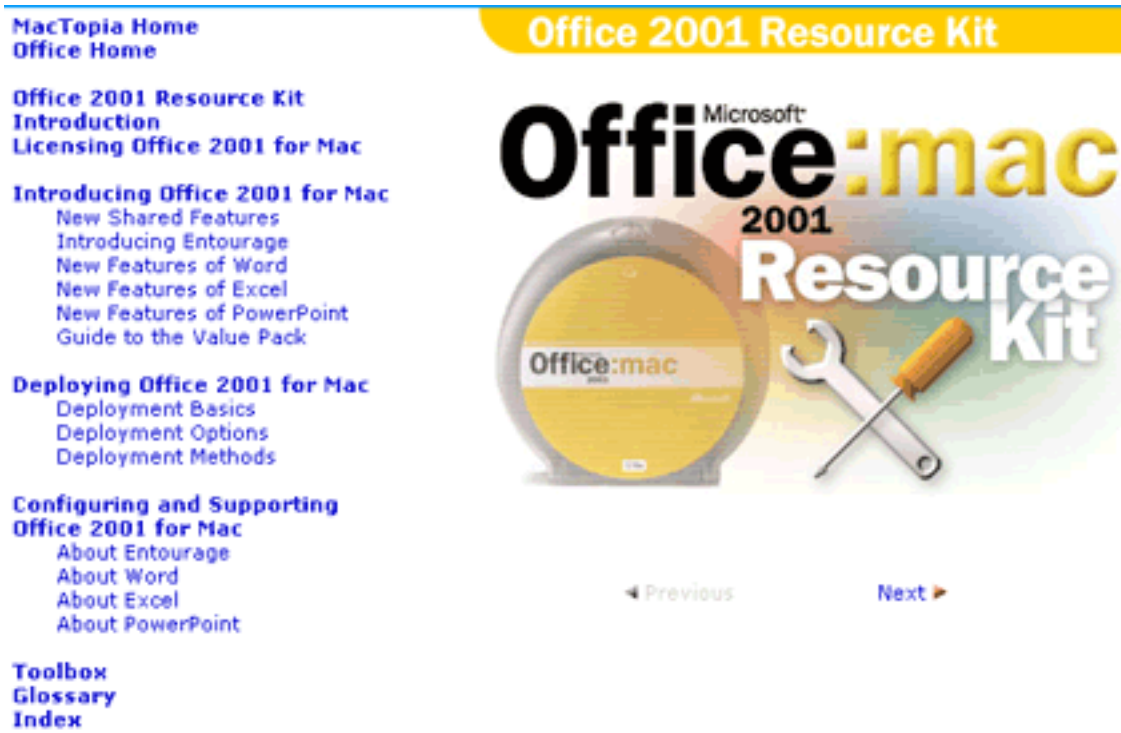 MacTopia Home
Office Home
Office 2001 Resource Kit
Introduction
Licensing Office 2001 for Mac
Introducing Office 2001 for Mac
New Shared Features
Introducing Entourage
New Features of Word
New Features of Excel
New Features of PowerPoint
Guide to the Value Pack
Deploying Office 2001 for Mac
Deployment Basics
Deployment Options
Deployment Methods
Configuring and Supporting
Office 2001 for Mac
About Entourage
About Word
About Excel
About PowerPoint
Toolbox
Glossary
Index
Office 2001 Resource Kit
Microsoft
Office:mac
2001
Resource
Kit
Office:mac
2001
Previous
Next